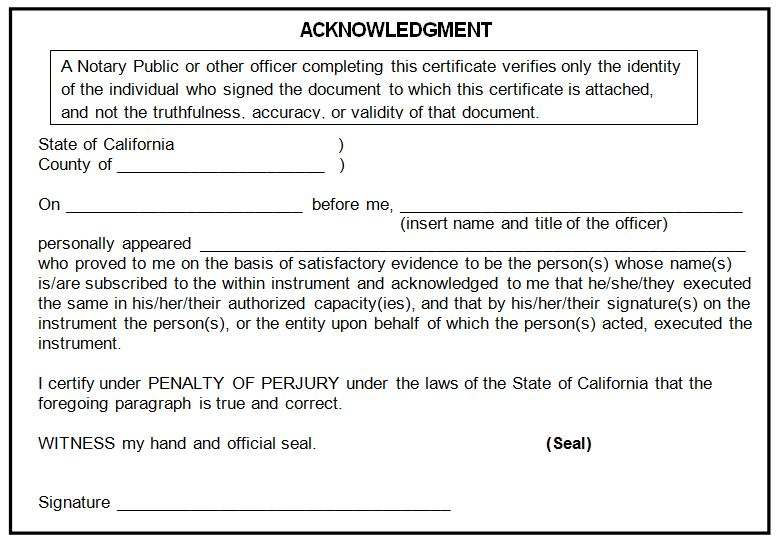 ACKNOWLEDGMENT
A Notary Public or other officer completing this certificate verifies only the identity
of the individual who signed the document to which this certificate is attached,
and not the truthfulness, accuracy, or validity of that document.
State of California )
County of _______________________ )
On __________________________ before me, ______________________________________
(insert name and title of the officer)
personally appeared ____________________________________________________________
who proved to me on the basis of satisfactory evidence to be the person(s) whose name(s)
is/are subscribed to the within instrument and acknowledged to me that he/she/they executed
the same in his/her/their authorized capacity(ies), and that by his/her/their signature(s) on the
instrument the person(s), or the entity upon behalf of which the person(s) acted, executed the
instrument.
I certify under PENALTY OF PERJURY under the laws of the State of California that the
foregoing paragraph is true and correct.
WITNESS my hand and official seal. (Seal)
Signature _____________________________________